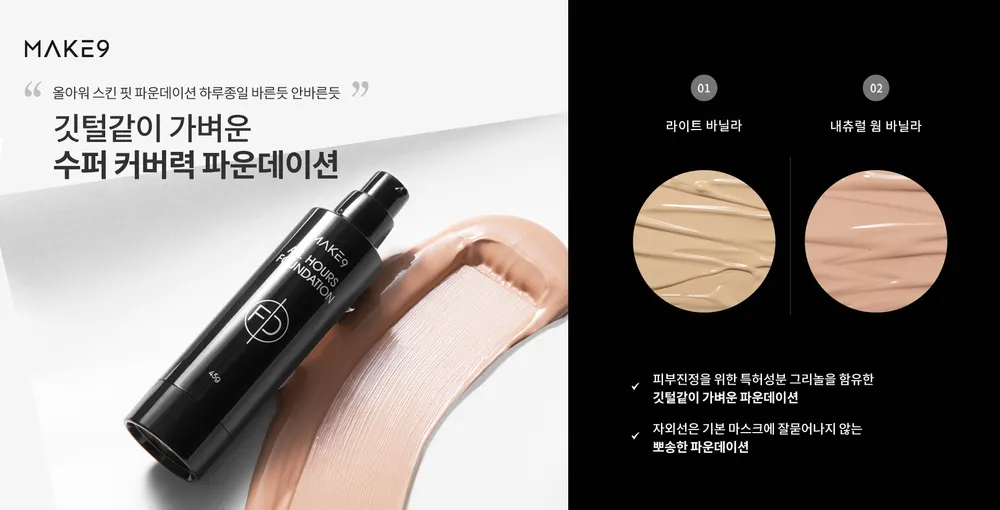 MAKE9
“ 올아워 스킨 핏 파운데이션 하루종일 바른듯 안바른듯 ”
깃털같이 가벼운
수퍼 커버력 파운데이션
MAKE9
ALL HOURS
FOUNDATION
FD
45g
01
라이트 바닐라
02
내츄럴 웜 바닐라
피부진정을 위한 특허성분 그리놀을 함유한
깃털같이 가벼운 파운데이션
자외선은 기본 마스크에 잘묻어나지 않는
뽀송한 파운데이션